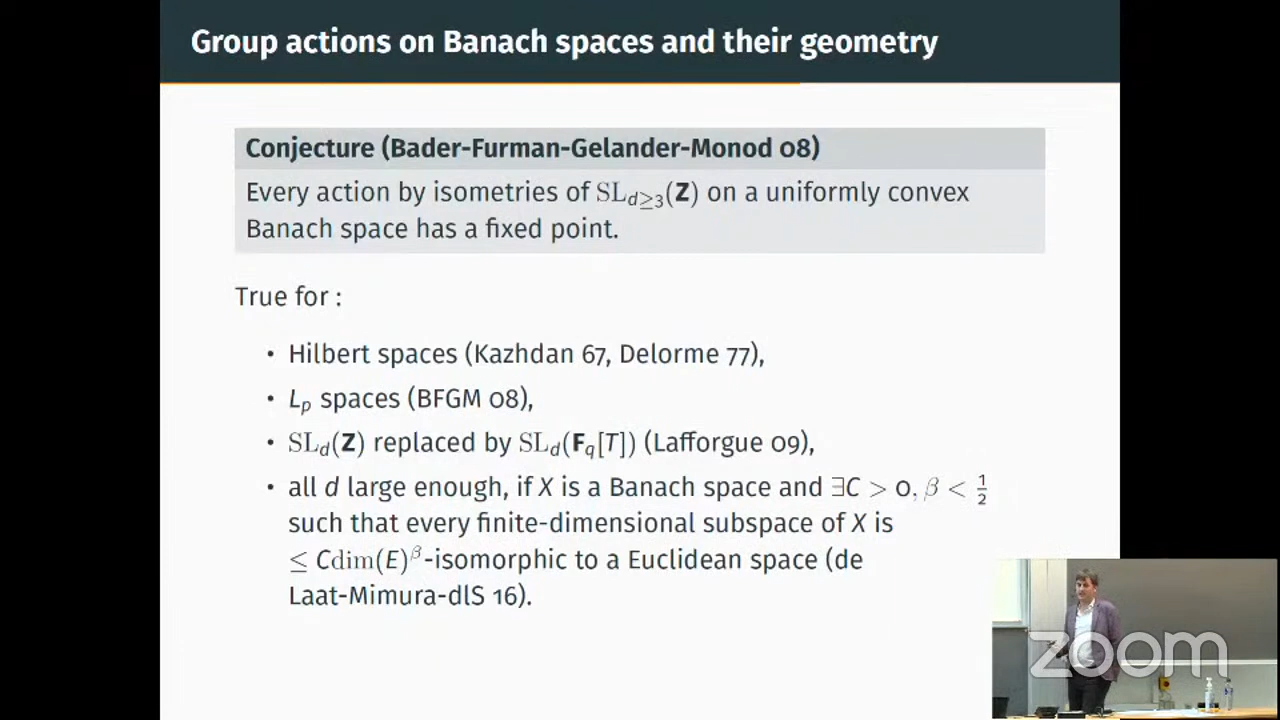 Group actions on Banach spaces and their geometry
Conjecture (Bader-Furman-Gelander-Monod 08)
Every action by isometries of SL_{d≥3}(Z) on a uniformly convex
Banach space has a fixed point.
True for :
• Hilbert spaces (Kazhdan 67, Delorme 77),
• L_p spaces (BFGM 08),
• SL_d(Z) replaced by SL_d(F_q[T]) (Lafforgue 09),
• all d large enough, if X is a Banach space and ∃C > 0, β < 1/2
such that every finite-dimensional subspace of X is
≤ Cdim(E)^β-isomorphic to a Euclidean space (de
Laat-Mimura-dlS 16).
zoom